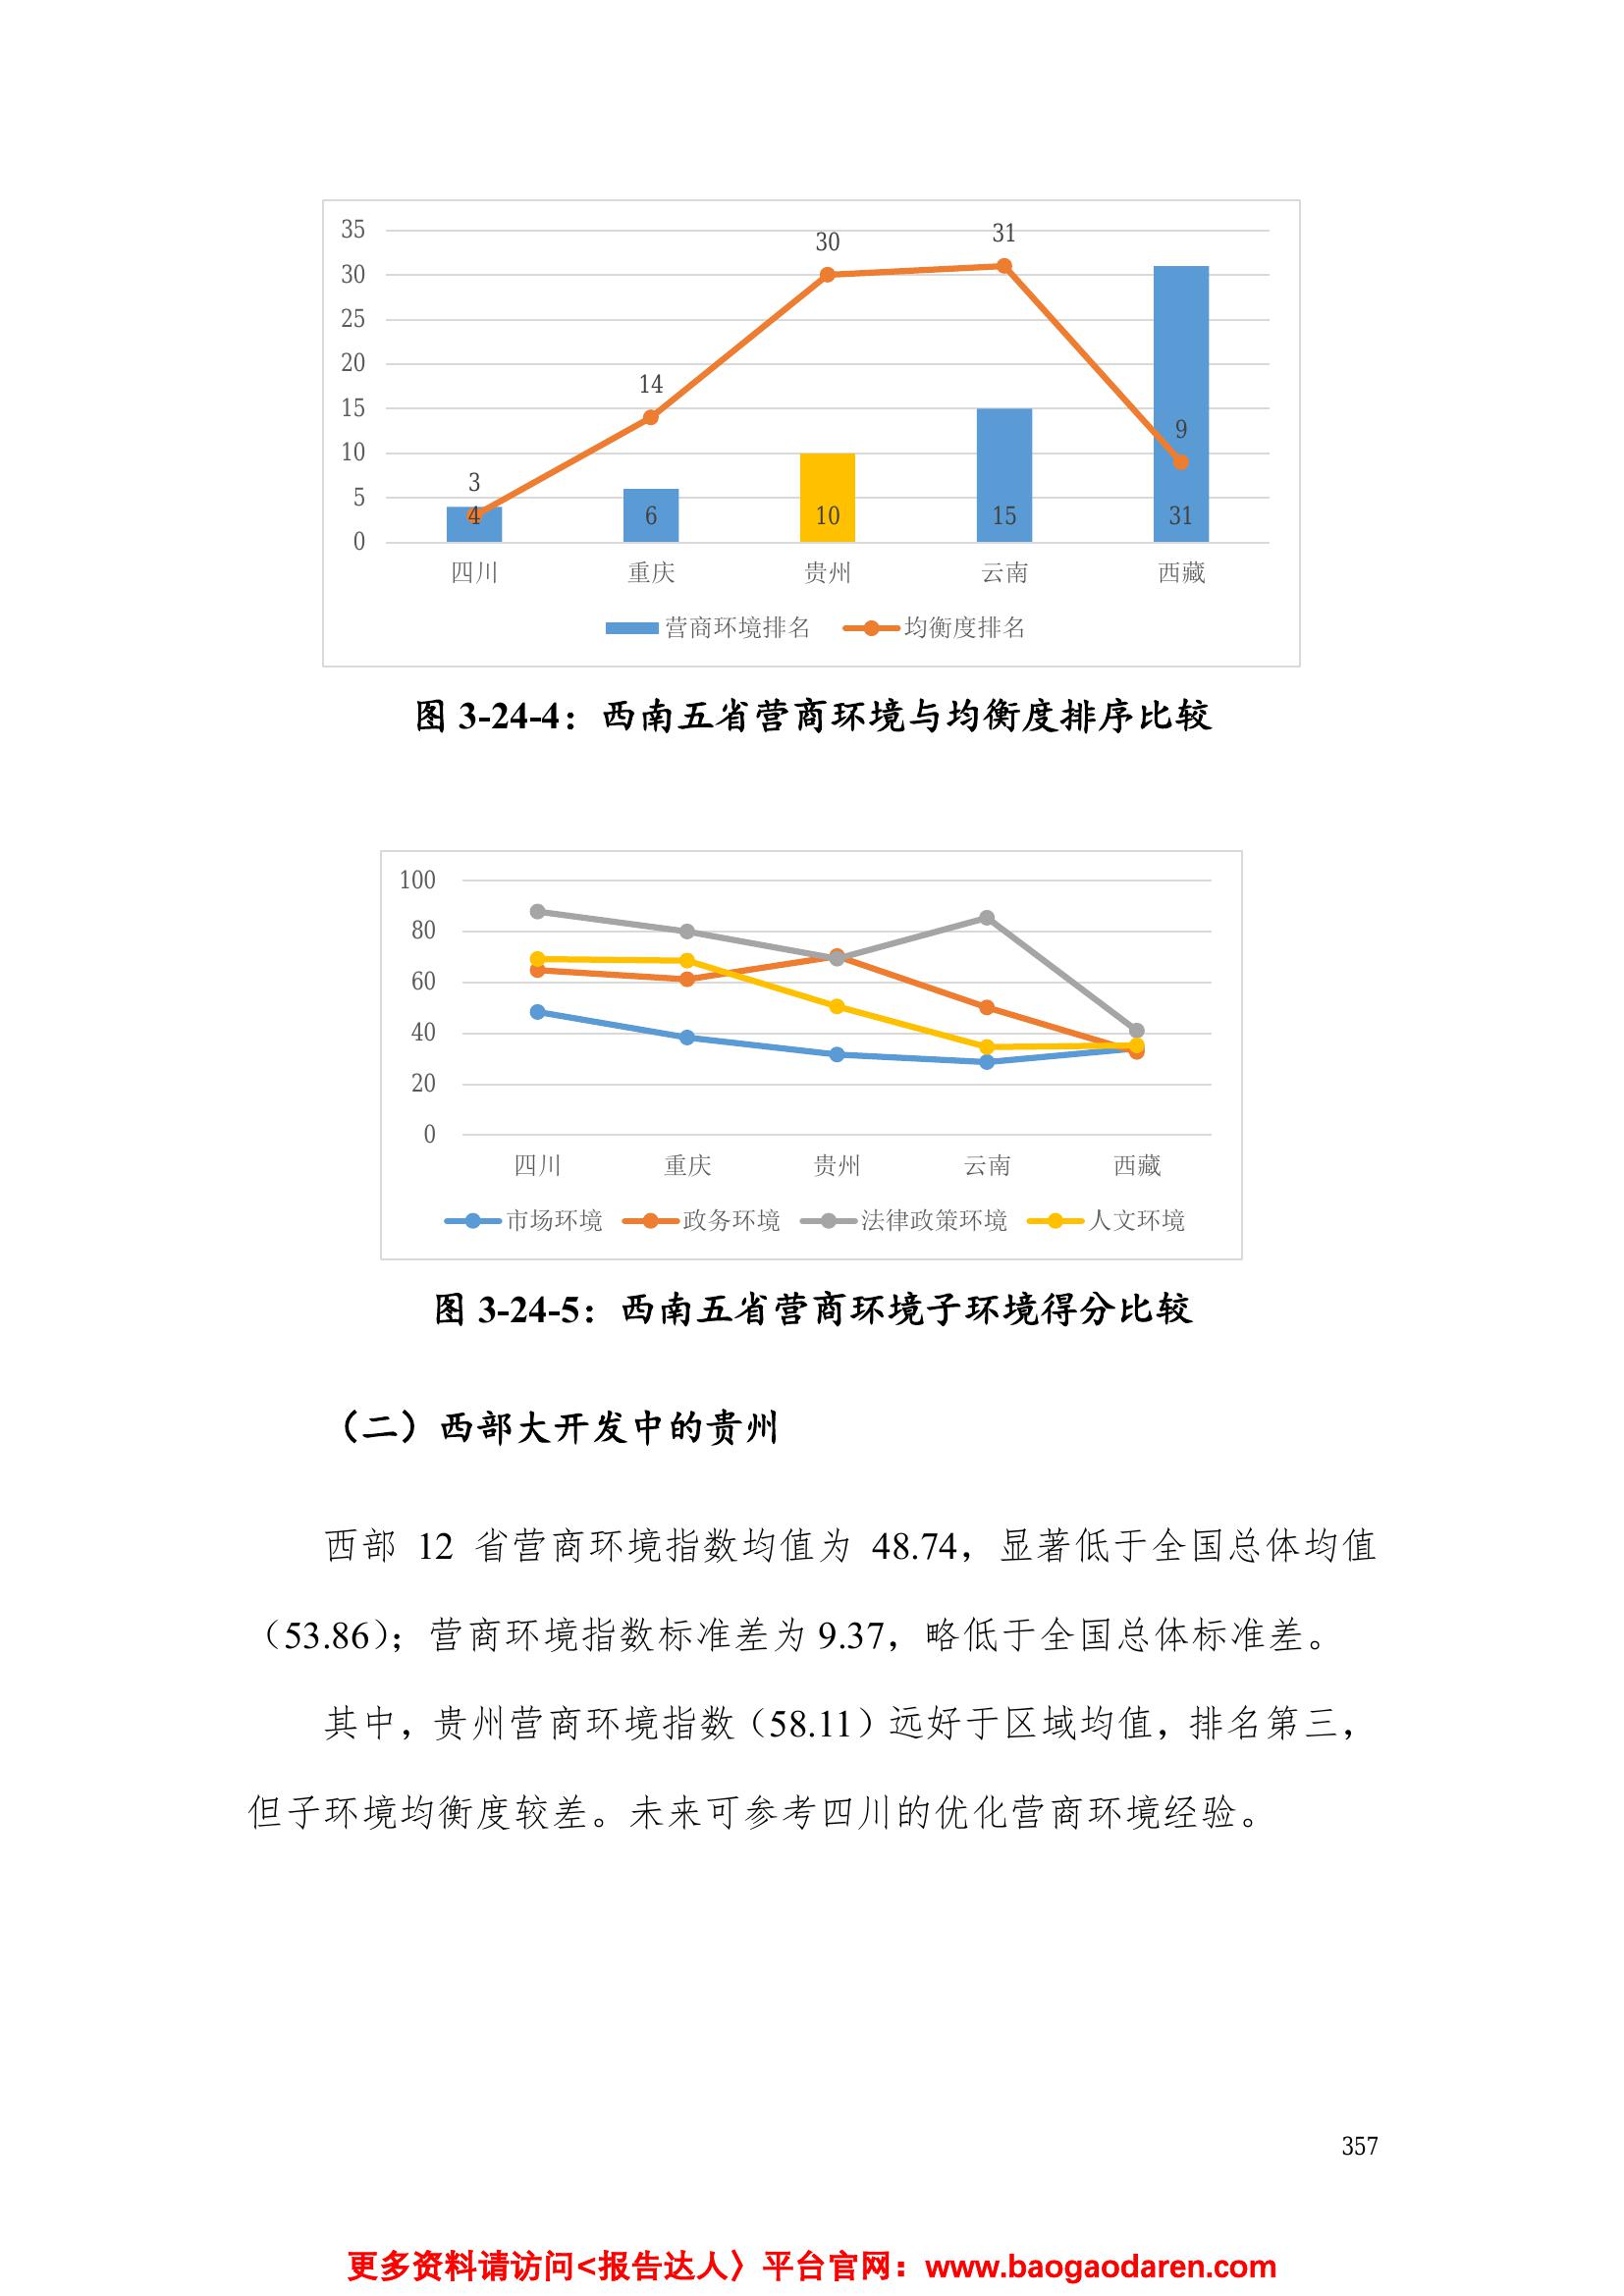 35
30
25
20
15
10
5
0
3
14
30
31
9
4
6
10
15
31
四川 重庆 贵州 云南 西藏
营商环境排名 均衡度排名
图 3-24-4：西南五省营商环境与均衡度排序比较
100
80
60
40
20
0
四川 重庆 贵州 云南 西藏
市场环境 政务环境 法律政策环境 人文环境
图 3-24-5：西南五省营商环境子环境得分比较
（二）西部大开发中的贵州
西部 12 省营商环境指数均值为 48.74，显著低于全国总体均值
（53.86）；营商环境指数标准差为 9.37，略低于全国总体标准差。
其中，贵州营商环境指数（58.11）远好于区域均值，排名第三，
但子环境均衡度较差。未来可参考四川的优化营商环境经验。
357
更多资料请访问<报告达人〉平台官网：www.baogaodaren.com